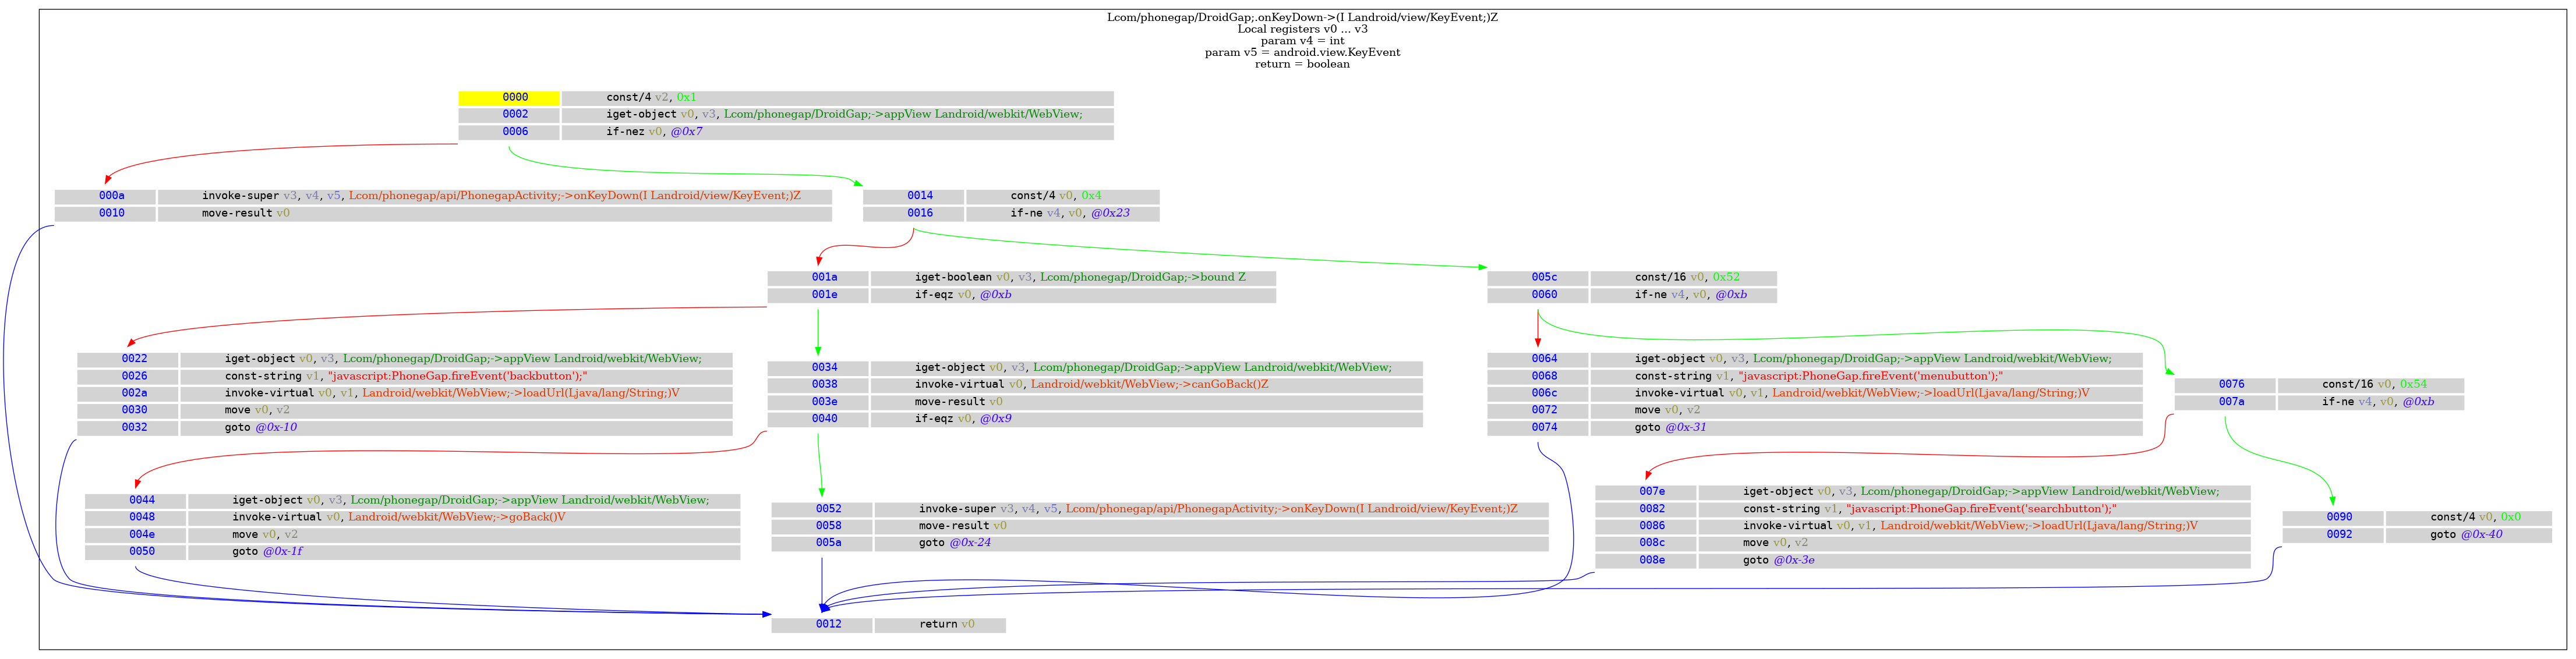 Lcom/phonegap/DroidGap;.onKeyDown->(I Landroid/view/KeyEvent;)Z
Local registers v0 ... v3
param v4 = int
param v5 = android.view.KeyEvent
return = boolean
0000 const/4 v2, 0x1
0002 iget-object v0, v3, Lcom/phonegap/DroidGap;->appView Landroid/webkit/WebView;
0006 if-nez v0, @0x7
000a invoke-super v3, v4, v5, Lcom/phonegap/api/PhonegapActivity;->onKeyDown(I Landroid/view/KeyEvent;)Z
0010 move-result v0
0014 const/4 v0, 0x4
0016 if-ne v4, v0, @0x23
001a iget-boolean v0, v3, Lcom/phonegap/DroidGap;->bound Z
001e if-eqz v0, @0xb
005c const/16 v0, 0x52
0060 if-ne v4, v0, @0xb
0022 iget-object v0, v3, Lcom/phonegap/DroidGap;->appView Landroid/webkit/WebView;
0026 const-string v1, "javascript:PhoneGap.fireEvent('backbutton');"
002a invoke-virtual v0, v1, Landroid/webkit/WebView;->loadUrl(Ljava/lang/String;)V
0030 move v0, v2
0032 goto @0x-10
0034 iget-object v0, v3, Lcom/phonegap/DroidGap;->appView Landroid/webkit/WebView;
0038 invoke-virtual v0, Landroid/webkit/WebView;->canGoBack()Z
003e move-result v0
0040 if-eqz v0, @0x9
0064 iget-object v0, v3, Lcom/phonegap/DroidGap;->appView Landroid/webkit/WebView;
0068 const-string v1, "javascript:PhoneGap.fireEvent('menubutton');"
006c invoke-virtual v0, v1, Landroid/webkit/WebView;->loadUrl(Ljava/lang/String;)V
0072 move v0, v2
0074 goto @0x-31
0076 const/16 v0, 0x54
007a if-ne v4, v0, @0xb
0044 iget-object v0, v3, Lcom/phonegap/DroidGap;->appView Landroid/webkit/WebView;
0048 invoke-virtual v0, Landroid/webkit/WebView;->goBack()V
004e move v0, v2
0050 goto @0x-1f
0052 invoke-super v3, v4, v5, Lcom/phonegap/api/PhonegapActivity;->onKeyDown(I Landroid/view/KeyEvent;)Z
0058 move-result v0
005a goto @0x-24
007e iget-object v0, v3, Lcom/phonegap/DroidGap;->appView Landroid/webkit/WebView;
0082 const-string v1, "javascript:PhoneGap.fireEvent('searchbutton');"
0086 invoke-virtual v0, v1, Landroid/webkit/WebView;->loadUrl(Ljava/lang/String;)V
008c move v0, v2
008e goto @0x-3e
0090 const/4 v0, 0x0
0092 goto @0x-40
0012 return v0